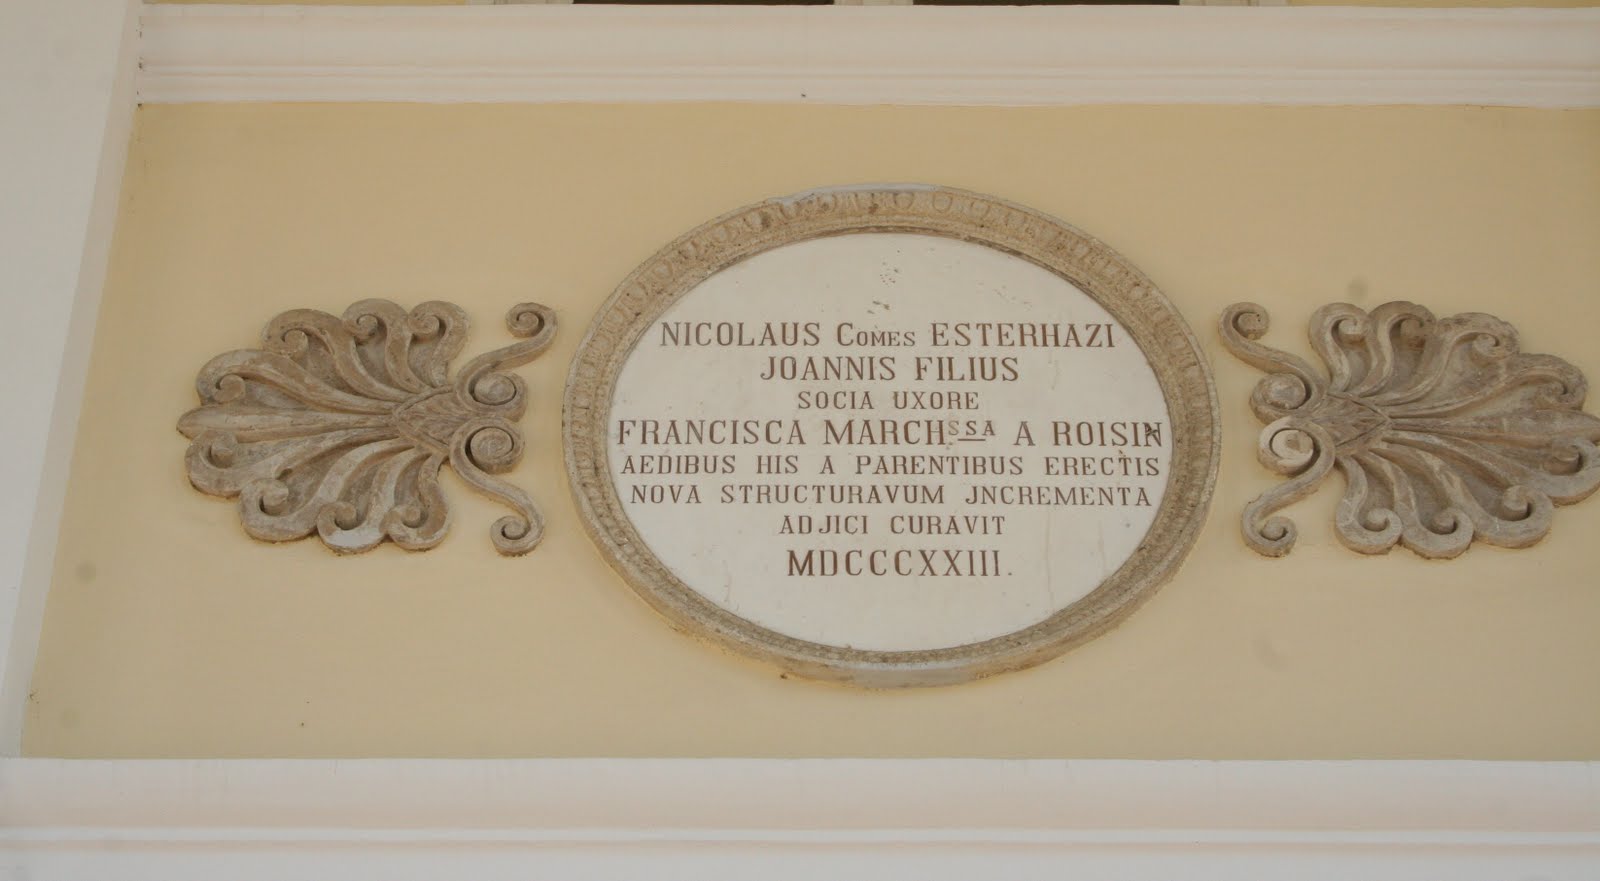 NICOLAUS COMES ESTERHAZI
JOANNIS FILIUS
SOCIA UXORE
FRANCISCA MARCHSSA A ROISIN
AEDIBUS HIS A PARENTIBUS ERECTIS
NOVA STRUCTURAVUM JNCREMENTA
ADJICI CURAVIT
MDCCCXXIII.